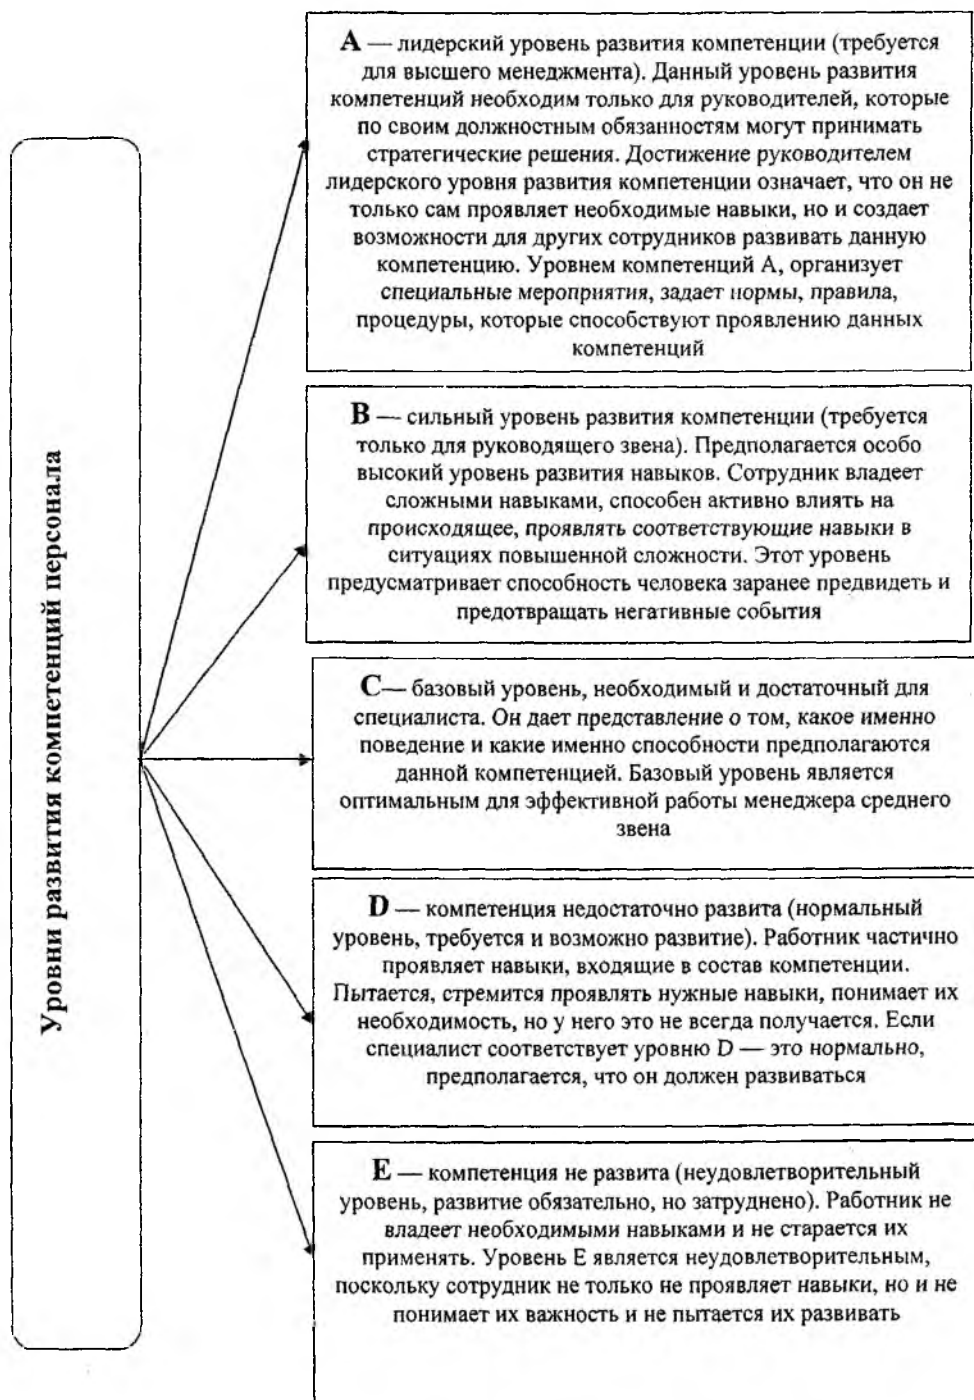 Уровни развития компетенций персонала
A — лидерский уровень развития компетенции (требуется
для высшего менеджмента). Данный уровень развития
компетенций необходим только для руководителей, которые
по своим должностным обязанностям могут принимать
стратегические решения. Достижение руководителем
лидерского уровня развития компетенции означает, что он не
только сам проявляет необходимые навыки, но и создает
возможности для других сотрудников развивать данную
компетенцию. Уровнем компетенций А, организует
специальные мероприятия, задает нормы, правила,
процедуры, которые способствуют проявлению данных
компетенций
B — сильный уровень развития компетенции (требуется
только для руководящего звена). Предполагается особо
высокий уровень развития навыков. Сотрудник владеет
сложными навыками, способен активно влиять на
происходящее, проявлять соответствующие навыки в
ситуациях повышенной сложности. Этот уровень
предусматривает способность человека заранее предвидеть и
предотвращать негативные события
C— базовый уровень, необходимый и достаточный для
специалиста. Он дает представление о том, какое именно
поведение и какие именно способности предполагаются
данной компетенцией. Базовый уровень является
оптимальным для эффективной работы менеджера среднего
звена
D — компетенция недостаточно развита (нормальный
уровень, требуется и возможно развитие). Работник частично
проявляет навыки, входящие в состав компетенции.
Пытается, стремится проявлять нужные навыки, понимает их
необходимость, но у него это не всегда получается. Если
специалист соответствует уровню D — это нормально,
предполагается, что он должен развиваться
E — компетенция не развита (неудовлетворительный
уровень, развитие обязательно, но затруднено). Работник не
владеет необходимыми навыками и не старается их
применять. Уровень Е является неудовлетворительным,
поскольку сотрудник не только не проявляет навыки, но и не
понимает их важность и не пытается их развивать